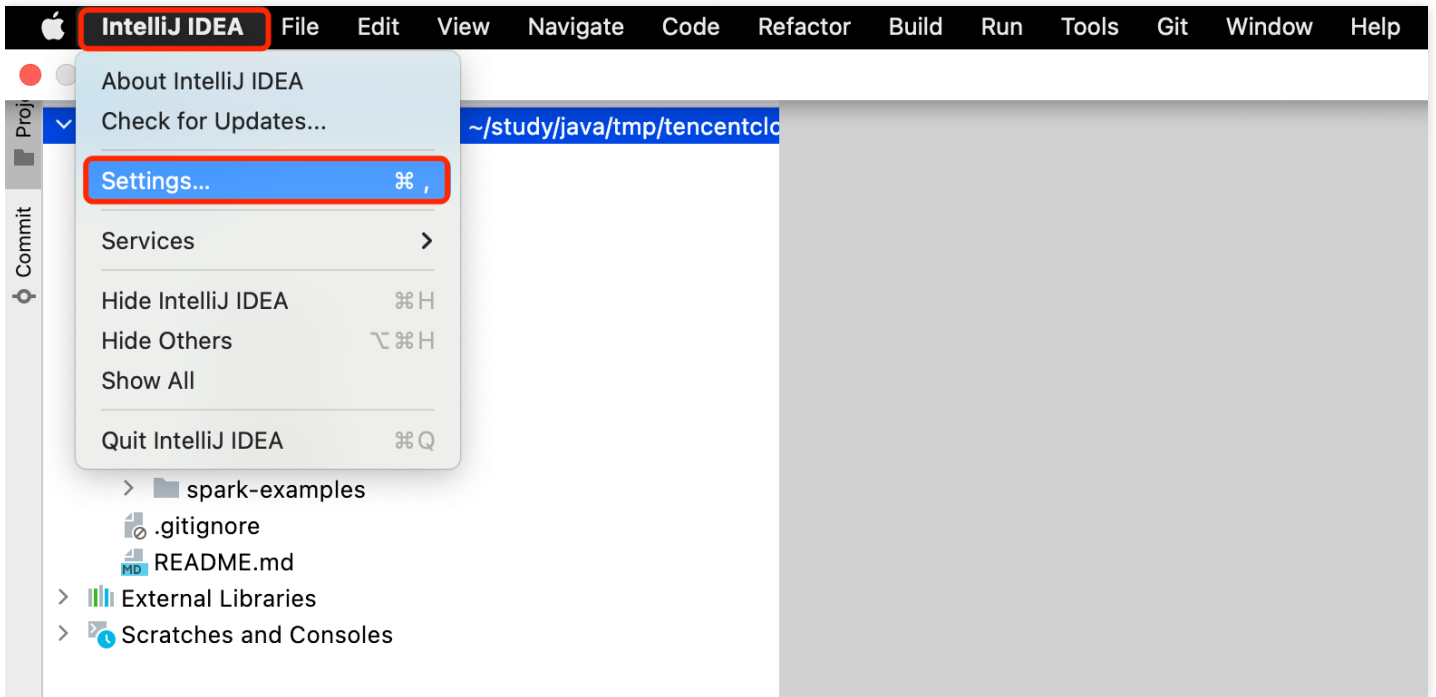 IntelliJ IDEA File Edit View Navigate Code Refactor Build Run Tools Git Window Help
About IntelliJ IDEA
Check for Updates...
~/study/java/tmp/tencentclo
Settings... ⌘ ,
Services
Hide IntelliJ IDEA ⌘H
Hide Others ⌥⌘H
Show All
Quit IntelliJ IDEA ⌘Q
spark-examples
.gitignore
MD README.md
External Libraries
Scratches and Consoles
Commit